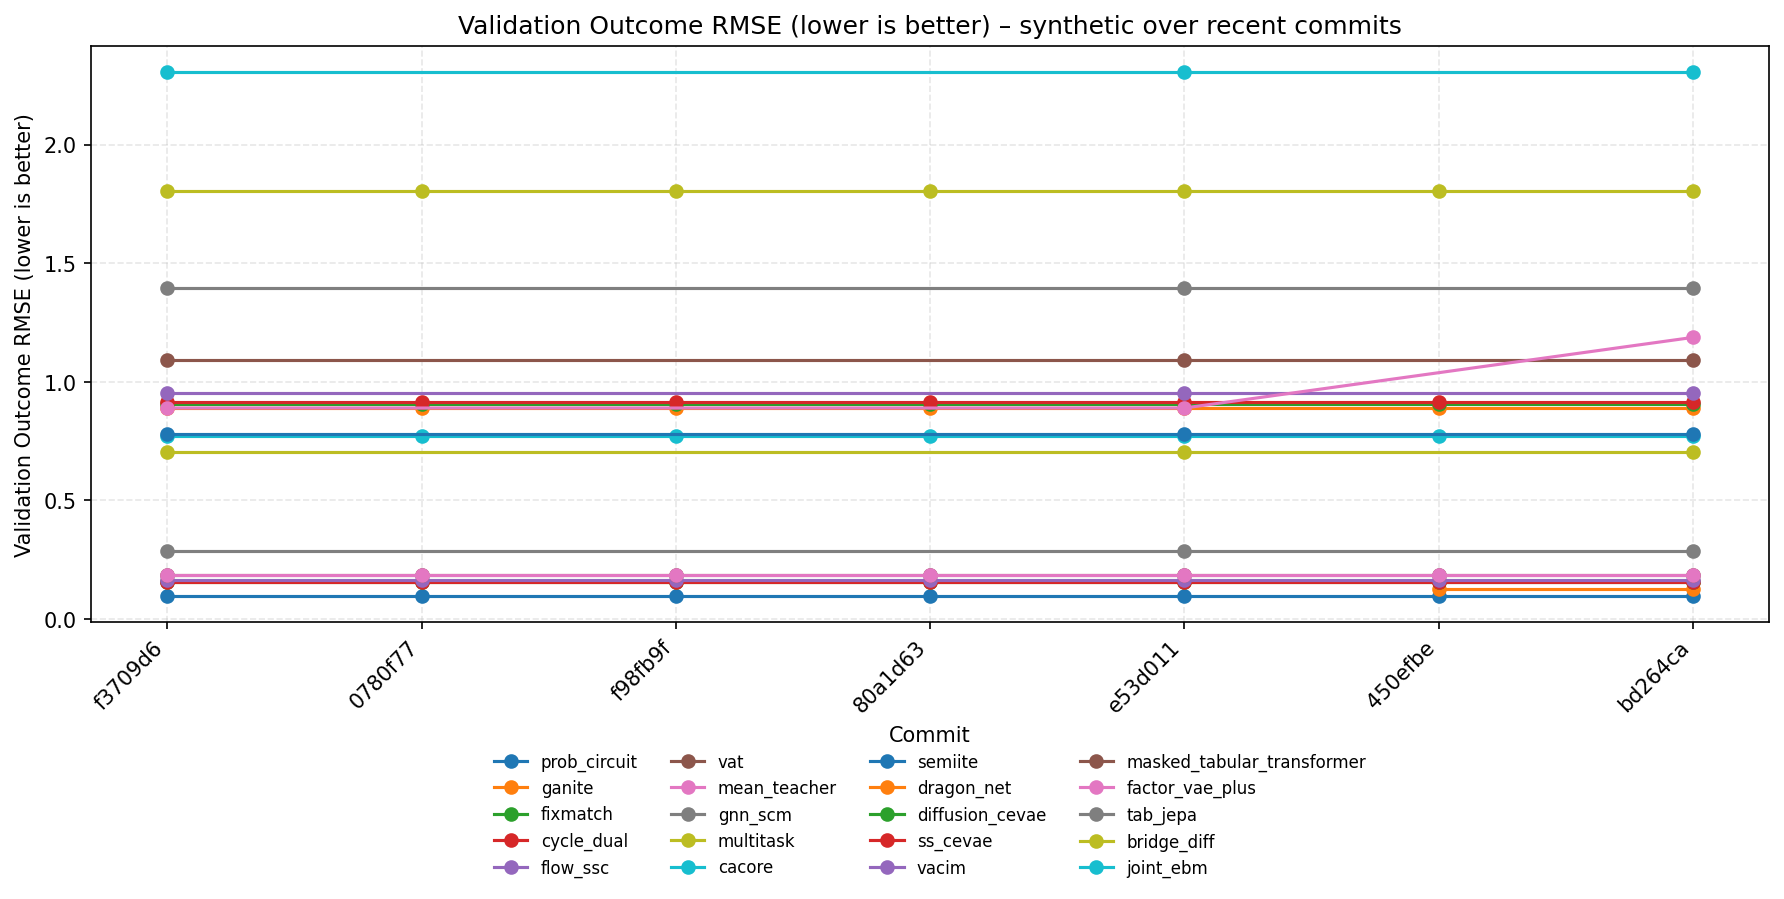 Validation Outcome RMSE (lower is better) – synthetic over recent commits
Validation Outcome RMSE (lower is better)
2.0
1.5
1.0
0.5
0.0
f3709d6
0780f77
f98fb9f
80a1d63
e53d011
450efbe
bd264ca
Commit
prob_circuit
ganite
fixmatch
cycle_dual
flow_ssc
vat
mean_teacher
gnn_scm
multitask
cacore
semiite
dragon_net
diffusion_cevae
ss_cevae
vacim
masked_tabular_transformer
factor_vae_plus
tab_jepa
bridge_diff
joint_ebm